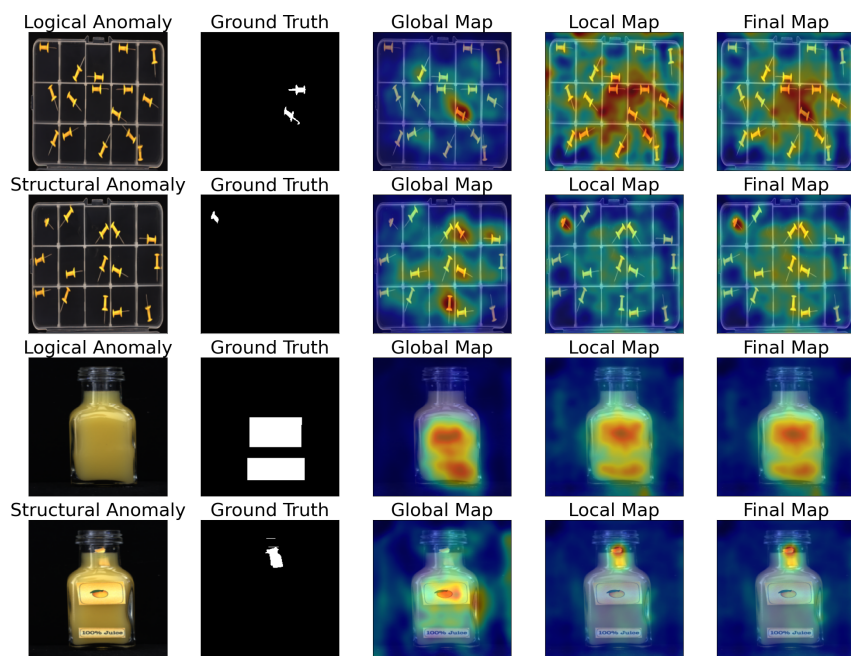 Logical Anomaly Ground Truth Global Map Local Map Final Map
Structural Anomaly Ground Truth Global Map Local Map Final Map
Logical Anomaly Ground Truth Global Map Local Map Final Map
Structural Anomaly Ground Truth Global Map Local Map Final Map
100% Juice 100% Juice 100% Juice 100% Juice